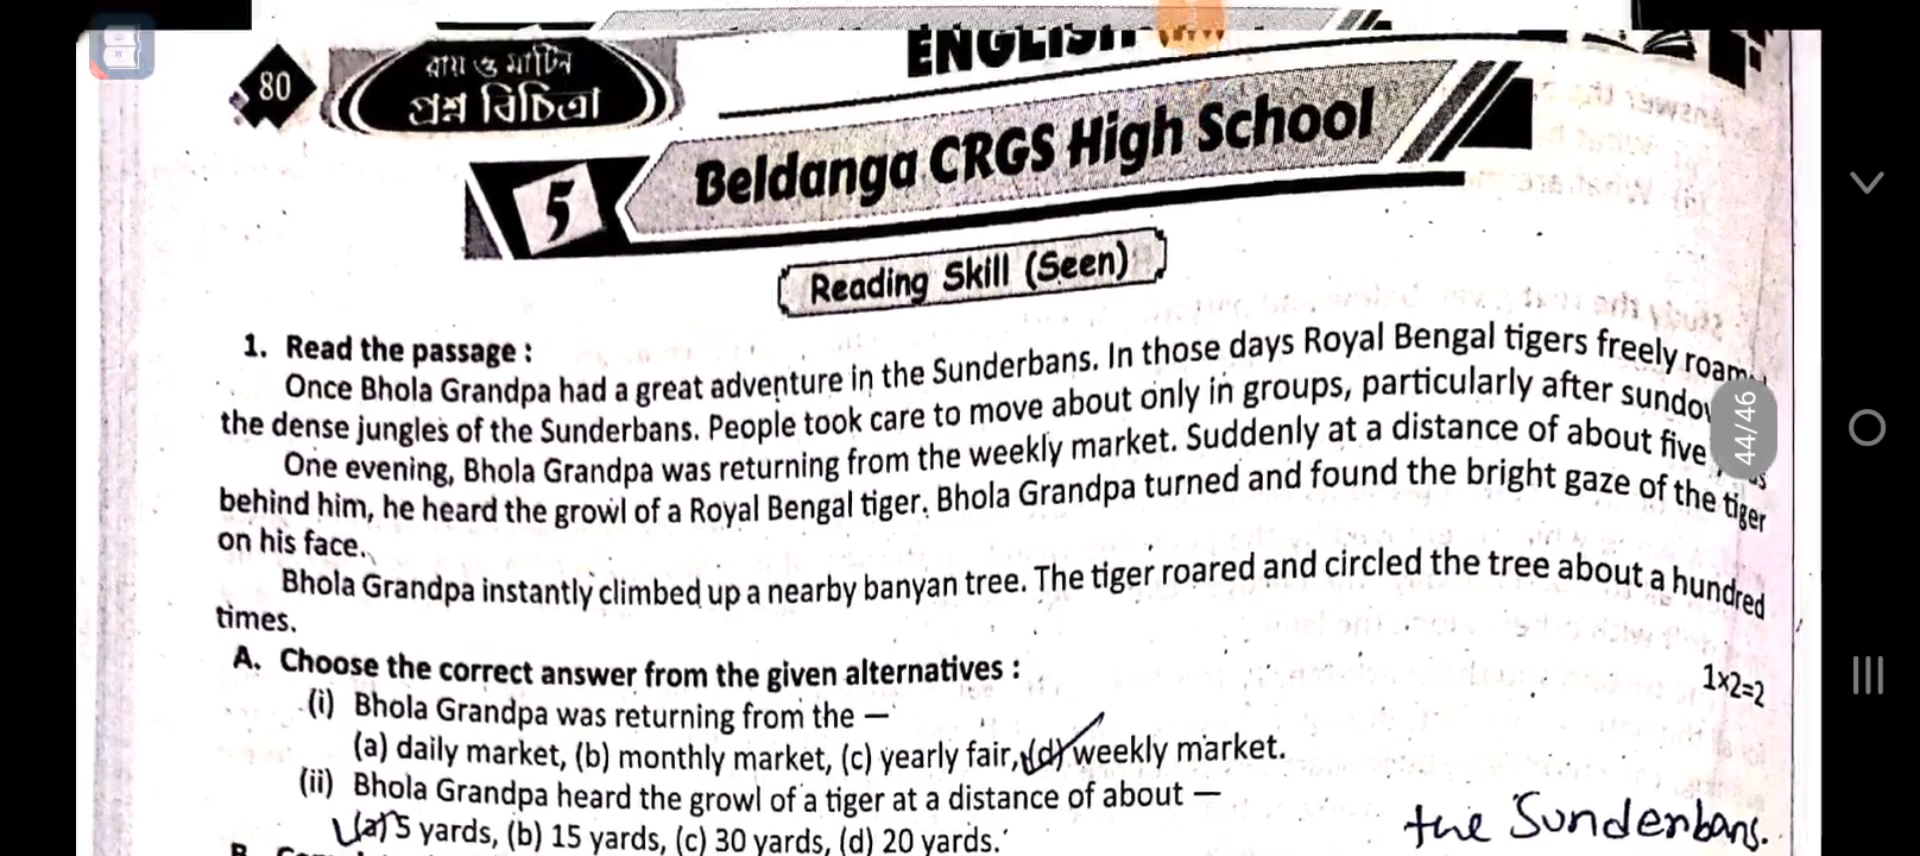 80
রায় ও মার্টিন
প্রশ্ন বিচিত্রা
ENGLISH
5
Beldanga CRGS High School
Reading Skill (Seen)
1. Read the passage :
Once Bhola Grandpa had a great adventure in the Sunderbans. In those days Royal Bengal tigers freely
the dense jungles of the Sunderbans. People took care to move about only in groups, particularly after
One evening, Bhola Grandpa was returning from the weekly market. Suddenly at a distance of about five
behind him, he heard the growl of a Royal Bengal tiger. Bhola Grandpa turned and found the bright gaze of the tiger
on his face.
Bhola Grandpa instantly climbed up a nearby banyan tree. The tiger roared and circled the tree about a hundred
times.
A. Choose the correct answer from the given alternatives : 1×2=2
(i) Bhola Grandpa was returning from the —
(a) daily market, (b) monthly market, (c) yearly fair, (d) weekly market.
(ii) Bhola Grandpa heard the growl of a tiger at a distance of about —
(a) 5 yards, (b) 15 yards, (c) 30 yards, (d) 20 yards.
the Sundenbans.
44/46